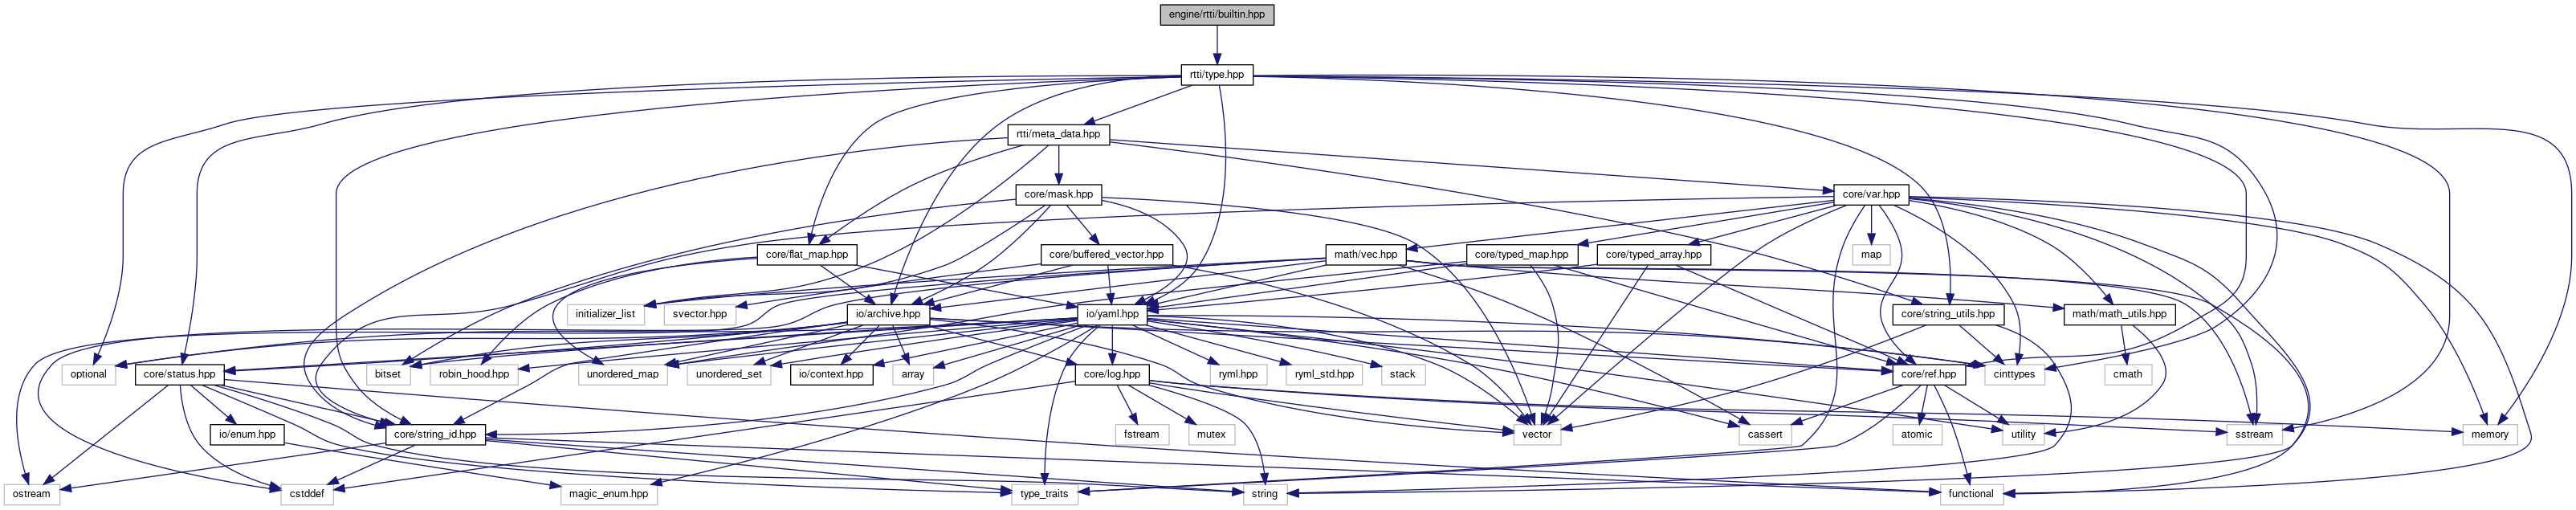 engine/rtti/builtin.hpp
rtti/type.hpp
rtti/meta_data.hpp
core/mask.hpp
core/var.hpp
core/flat_map.hpp
core/buffered_vector.hpp
math/vec.hpp
core/typed_map.hpp
core/typed_array.hpp
map
initializer_list
svector.hpp
io/archive.hpp
io/yaml.hpp
core/string_utils.hpp
math/math_utils.hpp
optional
core/status.hpp
bitset
robin_hood.hpp
unordered_map
unordered_set
io/context.hpp
array
core/log.hpp
ryml.hpp
ryml_std.hpp
stack
core/ref.hpp
cinttypes
cmath
io/enum.hpp
core/string_id.hpp
fstream
mutex
vector
cassert
atomic
utility
sstream
memory
ostream
cstddef
magic_enum.hpp
type_traits
string
functional